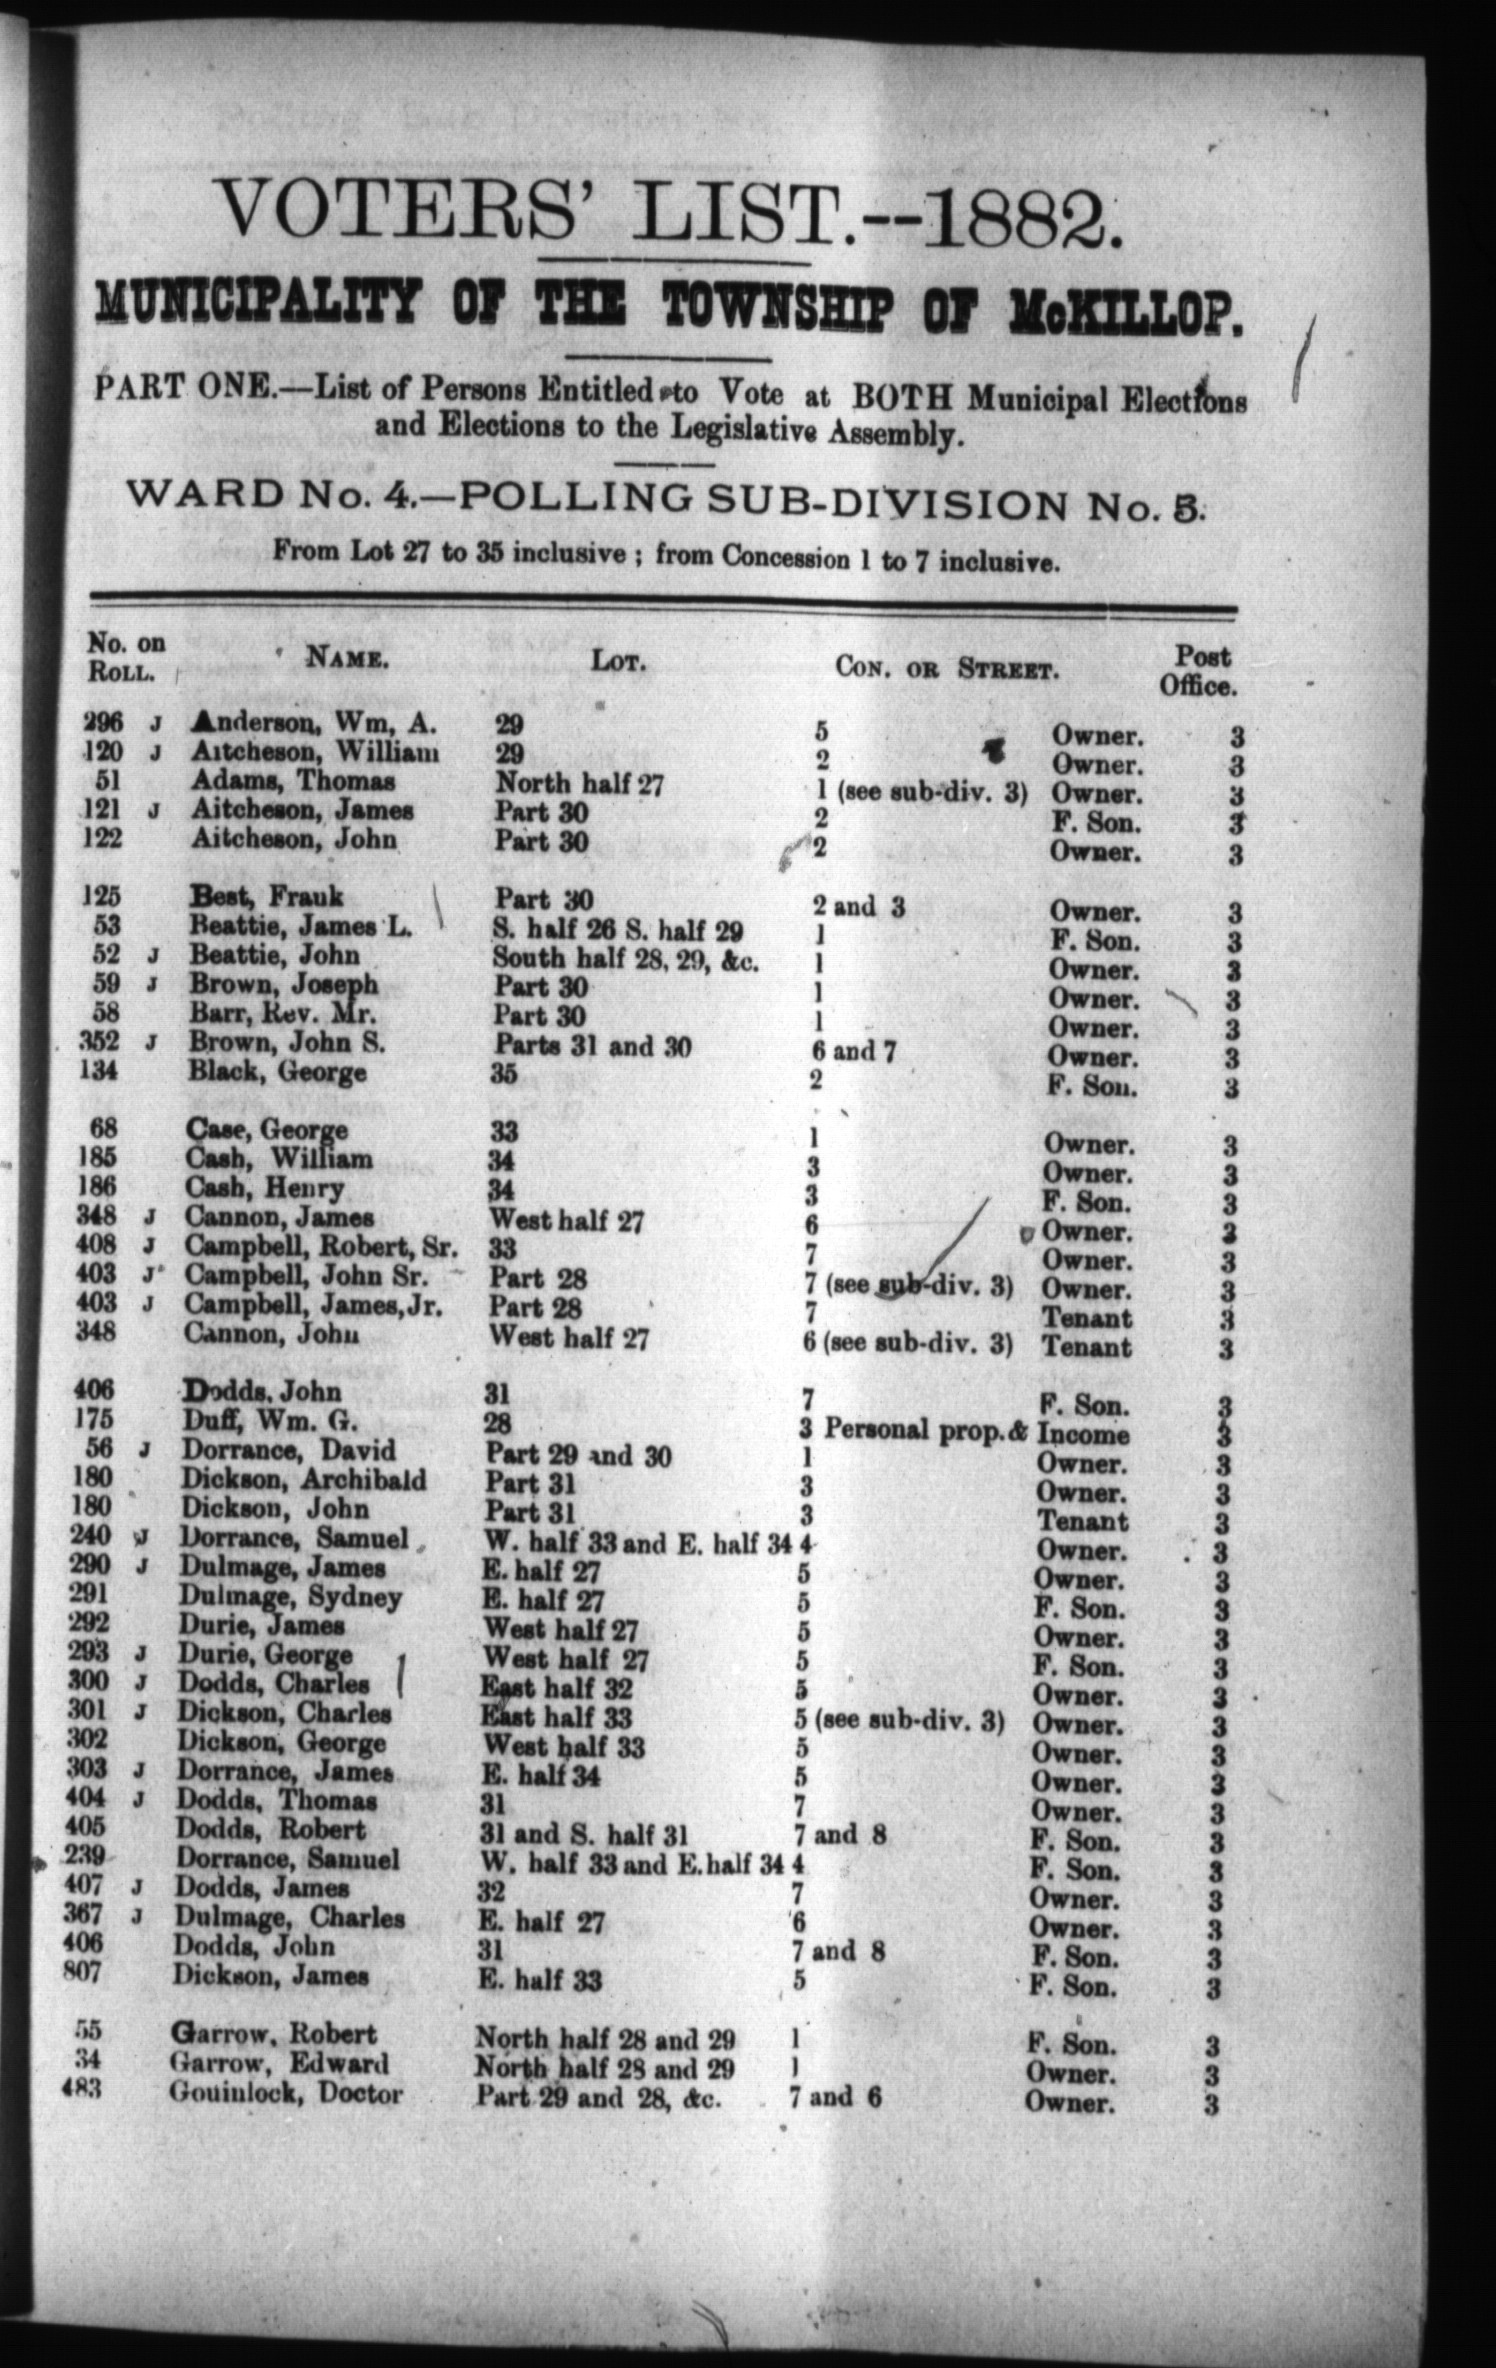 VOTERS' LIST.--1882.
MUNICIPALITY OF THE TOWNSHIP OF McKILLOP.
PART ONE.—List of Persons Entitled to Vote at BOTH Municipal Elections
and Elections to the Legislative Assembly.
WARD No. 4.—POLLING SUB-DIVISION No.
From Lot 27 to 35 inclusive ; from Concession 1 to 7 inclusive.
No. on ROLL. NAME. LOT. CON. OR STREET. Post Office.
296 J Anderson, Wm, A. 29 5 Owner. 3
120 J Aitcheson, William 29 2 Owner. 3
51 Adams, Thomas North half 27 1 (see sub-div. 3) Owner. 3
121 J Aitcheson, James Part 30 2 F. Son. 3
122 Aitcheson, John Part 30 2 Owner. 3
125 Best, Frauk Part 30 2 and 3 Owner. 3
53 Beattie, James L. S. half 26 S. half 29 1 F. Son. 3
52 J Beattie, John South half 28, 29, &c. 1 Owner. 3
59 J Brown, Joseph Part 30 1 Owner. 3
58 Barr, Rev. Mr. Part 30 1 Owner. 3
352 J Brown, John S. Parts 31 and 30 6 and 7 Owner. 3
134 Black, George 35 2 F. Son. 3
68 Case, George 33 1 Owner. 3
185 Cash, William 34 3 Owner. 3
186 Cash, Henry 34 3 F. Son. 3
348 J Cannon, James West half 27 6 Owner. 3
408 J Campbell, Robert, Sr. 33 7 Owner. 3
403 J Campbell, John Sr. Part 28 7 (see sub-div. 3) Owner. 3
403 J Campbell, James, Jr. Part 28 7 Tenant 3
348 Cannon, John West half 27 6 (see sub-div. 3) Tenant 3
406 Dodds, John 31 7 F. Son. 3
175 Duff, Wm. G. 28 3 Personal prop. & Income 3
56 J Dorrance, David Part 29 and 30 1 Owner. 3
180 Dickson, Archibald Part 31 3 Owner. 3
180 Dickson, John Part 31 3 Tenant 3
240 J Dorrance, Samuel W. half 33 and E. half 34 4 Owner. 3
290 J Dulmage, James E. half 27 5 Owner. 3
291 Dulmage, Sydney E. half 27 5 F. Son. 3
292 Durie, James West half 27 5 Owner. 3
293 J Durie, George West half 27 5 F. Son. 3
300 J Dodds, Charles East half 32 5 Owner. 3
301 J Dickson, Charles East half 33 5 (see sub-div. 3) Owner. 3
302 Dickson, George West half 33 5 Owner. 3
303 J Dorrance, James E. half 34 5 Owner. 3
404 J Dodds, Thomas 31 7 Owner. 3
405 Dodds, Robert 31 and S. half 31 7 and 8 F. Son. 3
239 Dorrance, Samuel W. half 33 and E. half 34 4 F. Son. 3
407 J Dodds, James 32 7 Owner. 3
367 J Dulmage, Charles E. half 27 6 Owner. 3
406 Dodds, John 31 7 and 8 F. Son. 3
807 Dickson, James E. half 33 5 F. Son. 3
55 Garrow, Robert North half 28 and 29 1 F. Son. 3
34 Garrow, Edward North half 28 and 29 1 Owner. 3
483 Gouinlock, Doctor Part 29 and 28, &c. 7 and 6 Owner. 3